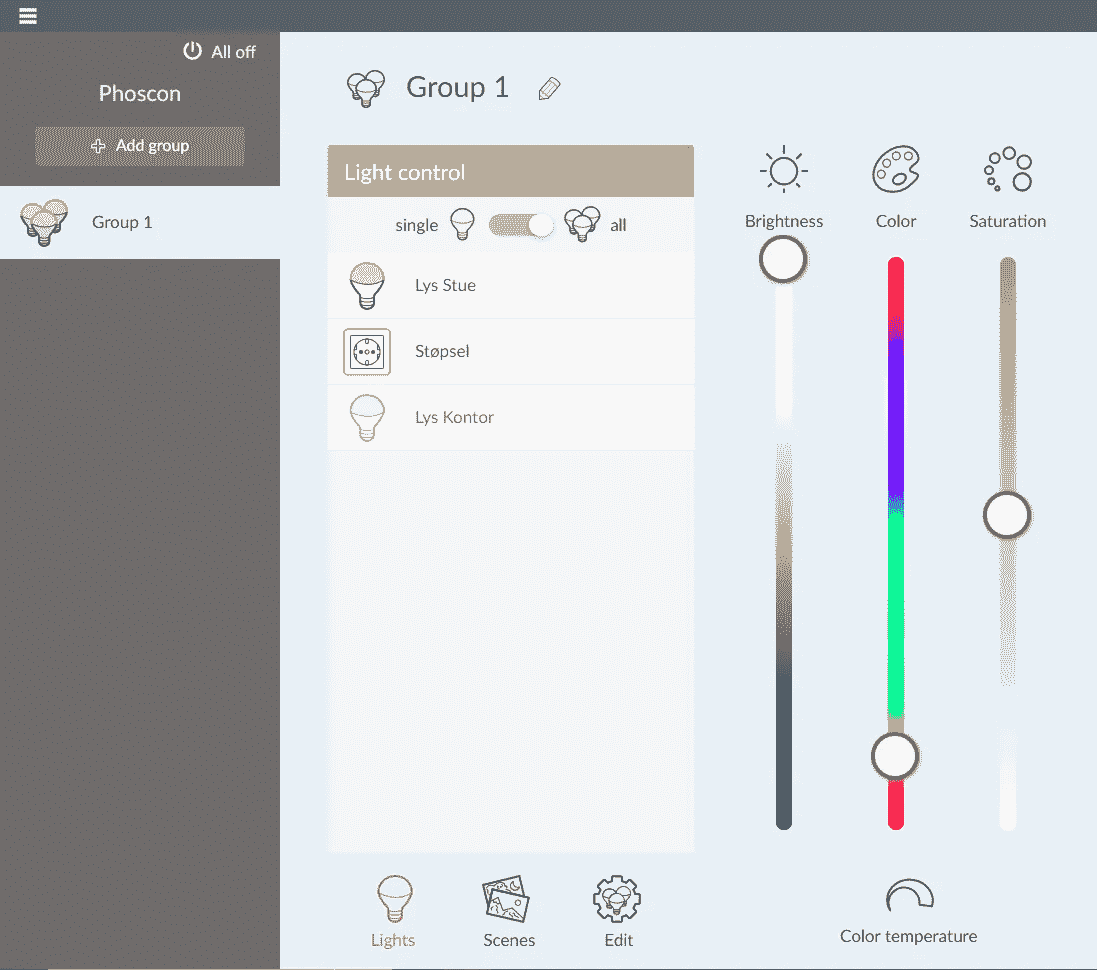 All off
Phoscon
Add group
Group 1
Group 1
Light control
single all
Lys Stue
Støpsel
Lys Kontor
Brightness Color Saturation
Lights Scenes Edit
Color temperature